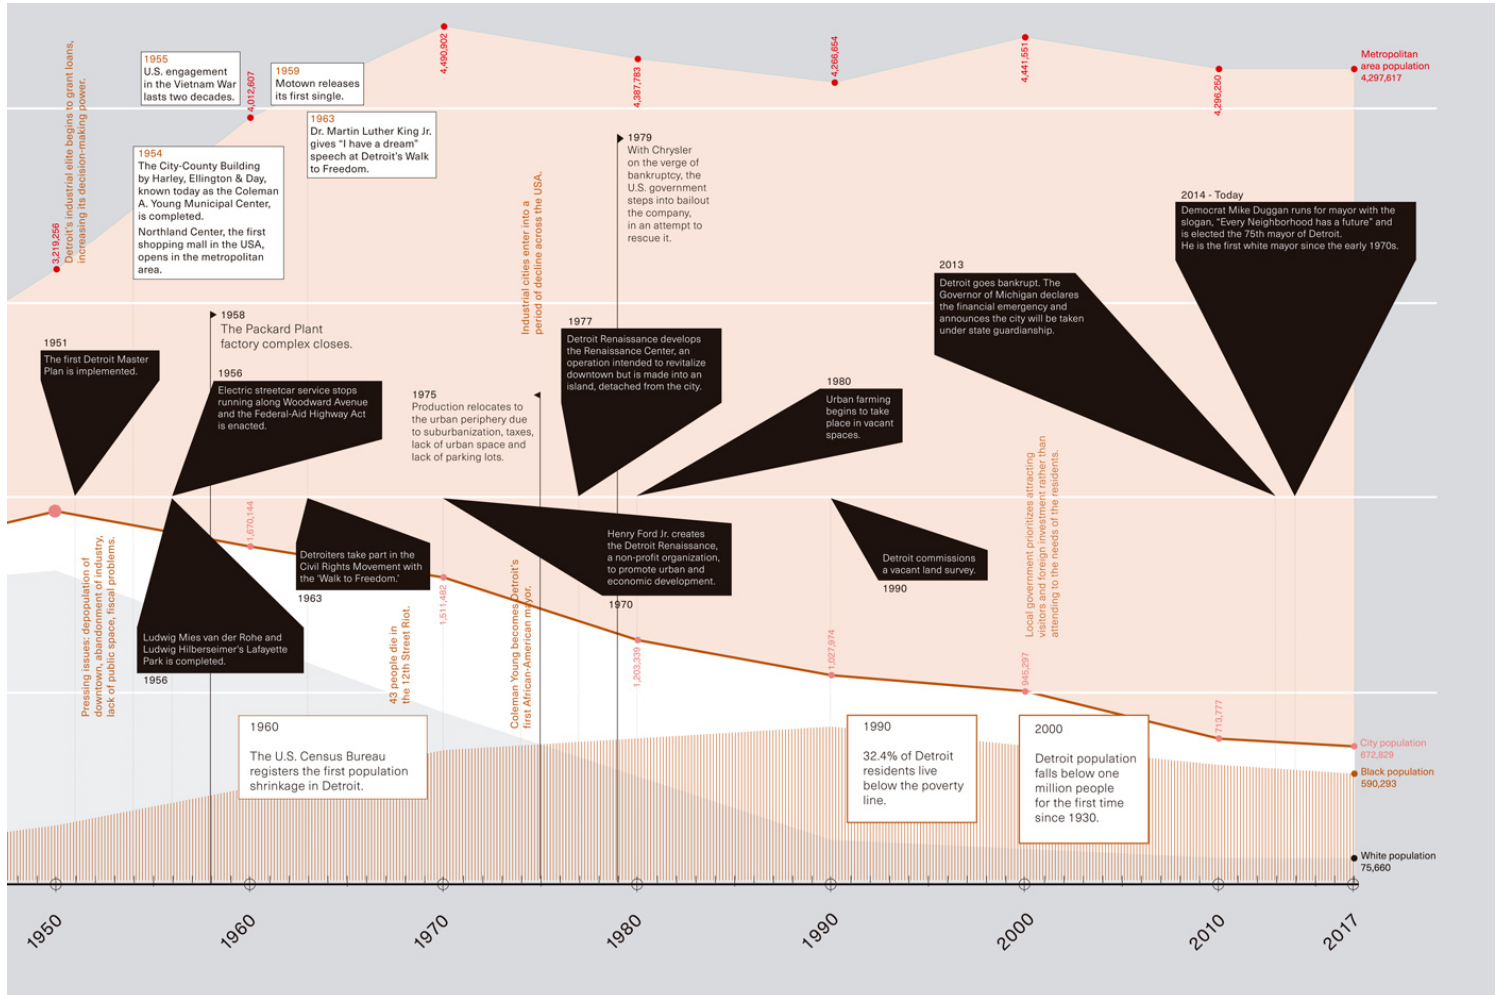 Detroit's industrial elite begins to grant loans,
increasing its decision-making power.
3,219,256
1955
U.S. engagement
in the Vietnam War
lasts two decades.
4,012,607
1959
Motown releases
its first single.
1963
Dr. Martin Luther King Jr.
gives “I have a dream”
speech at Detroit's Walk
to Freedom.
1954
The City-County Building
by Harley, Ellington & Day,
known today as the Coleman
A. Young Municipal Center,
is completed.
Northland Center, the first
shopping mall in the USA,
opens in the metropolitan
area.
4,490,902
4,387,783
4,266,654
4,441,551
4,296,250
Metropolitan
area population
4,297,617
Industrial cities enter into a
period of decline across the USA.
1979
With Chrysler
on the verge of
bankruptcy, the
U.S. government
steps into bailout
the company,
in an attempt to
rescue it.
2014 - Today
Democrat Mike Duggan runs for mayor with the
slogan, “Every Neighborhood has a future” and
is elected the 75th mayor of Detroit.
He is the first white mayor since the early 1970s.
2013
Detroit goes bankrupt. The
Governor of Michigan declares
the financial emergency and
announces the city will be taken
under state guardianship.
1958
The Packard Plant
factory complex closes.
1951
The first Detroit Master
Plan is implemented.
1956
Electric streetcar service stops
running along Woodward Avenue
and the Federal-Aid Highway Act
is enacted.
1977
Detroit Renaissance develops
the Renaissance Center, an
operation intended to revitalize
downtown but is made into an
island, detached from the city.
1975
Production relocates to
the urban periphery due
to suburbanization, taxes,
lack of urban space and
lack of parking lots.
1980
Urban farming
begins to take
place in vacant
spaces.
Local government prioritizes attracting
visitors and foreign investment rather than
attending to the needs of the residents.
Pressing issues: depopulation of
downtown, abandonment of industry,
lack of public space, fiscal problems.
1,670,144
Detroiters take part in the
Civil Rights Movement with
the 'Walk to Freedom.'
1963
1,511,482
Henry Ford Jr. creates
the Detroit Renaissance,
a non-profit organization,
to promote urban and
economic development.
1970
Detroit commissions
a vacant land survey.
1990
Ludwig Mies van der Rohe and
Ludwig Hilberseimer's Lafayette
Park is completed.
1956
43 people die in
the 12th Street Riot.
Coleman Young becomes Detroit's
first African-American mayor.
1,203,339
1,027,974
945,297
713,777
1960
The U.S. Census Bureau
registers the first population
shrinkage in Detroit.
1990
32.4% of Detroit
residents live
below the poverty
line.
2000
Detroit population
falls below one
million people
for the first time
since 1930.
City population
672,829
Black population
590,293
White population
75,660
1950
1960
1970
1980
1990
2000
2010
2017